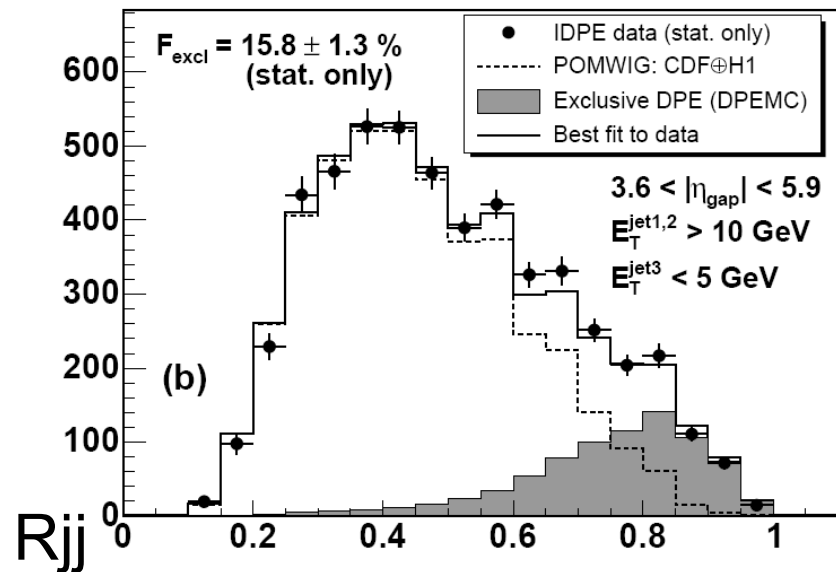 F_excl = 15.8 ± 1.3 %
(stat. only)
IDPE data (stat. only)
POMWIG: CDF⊕H1
Exclusive DPE (DPEMC)
Best fit to data
3.6 < |η_gap| < 5.9
E_T^jet1,2 > 10 GeV
E_T^jet3 < 5 GeV
(b)
600
500
400
300
200
100
0
0 0.2 0.4 0.6 0.8 1
Rjj